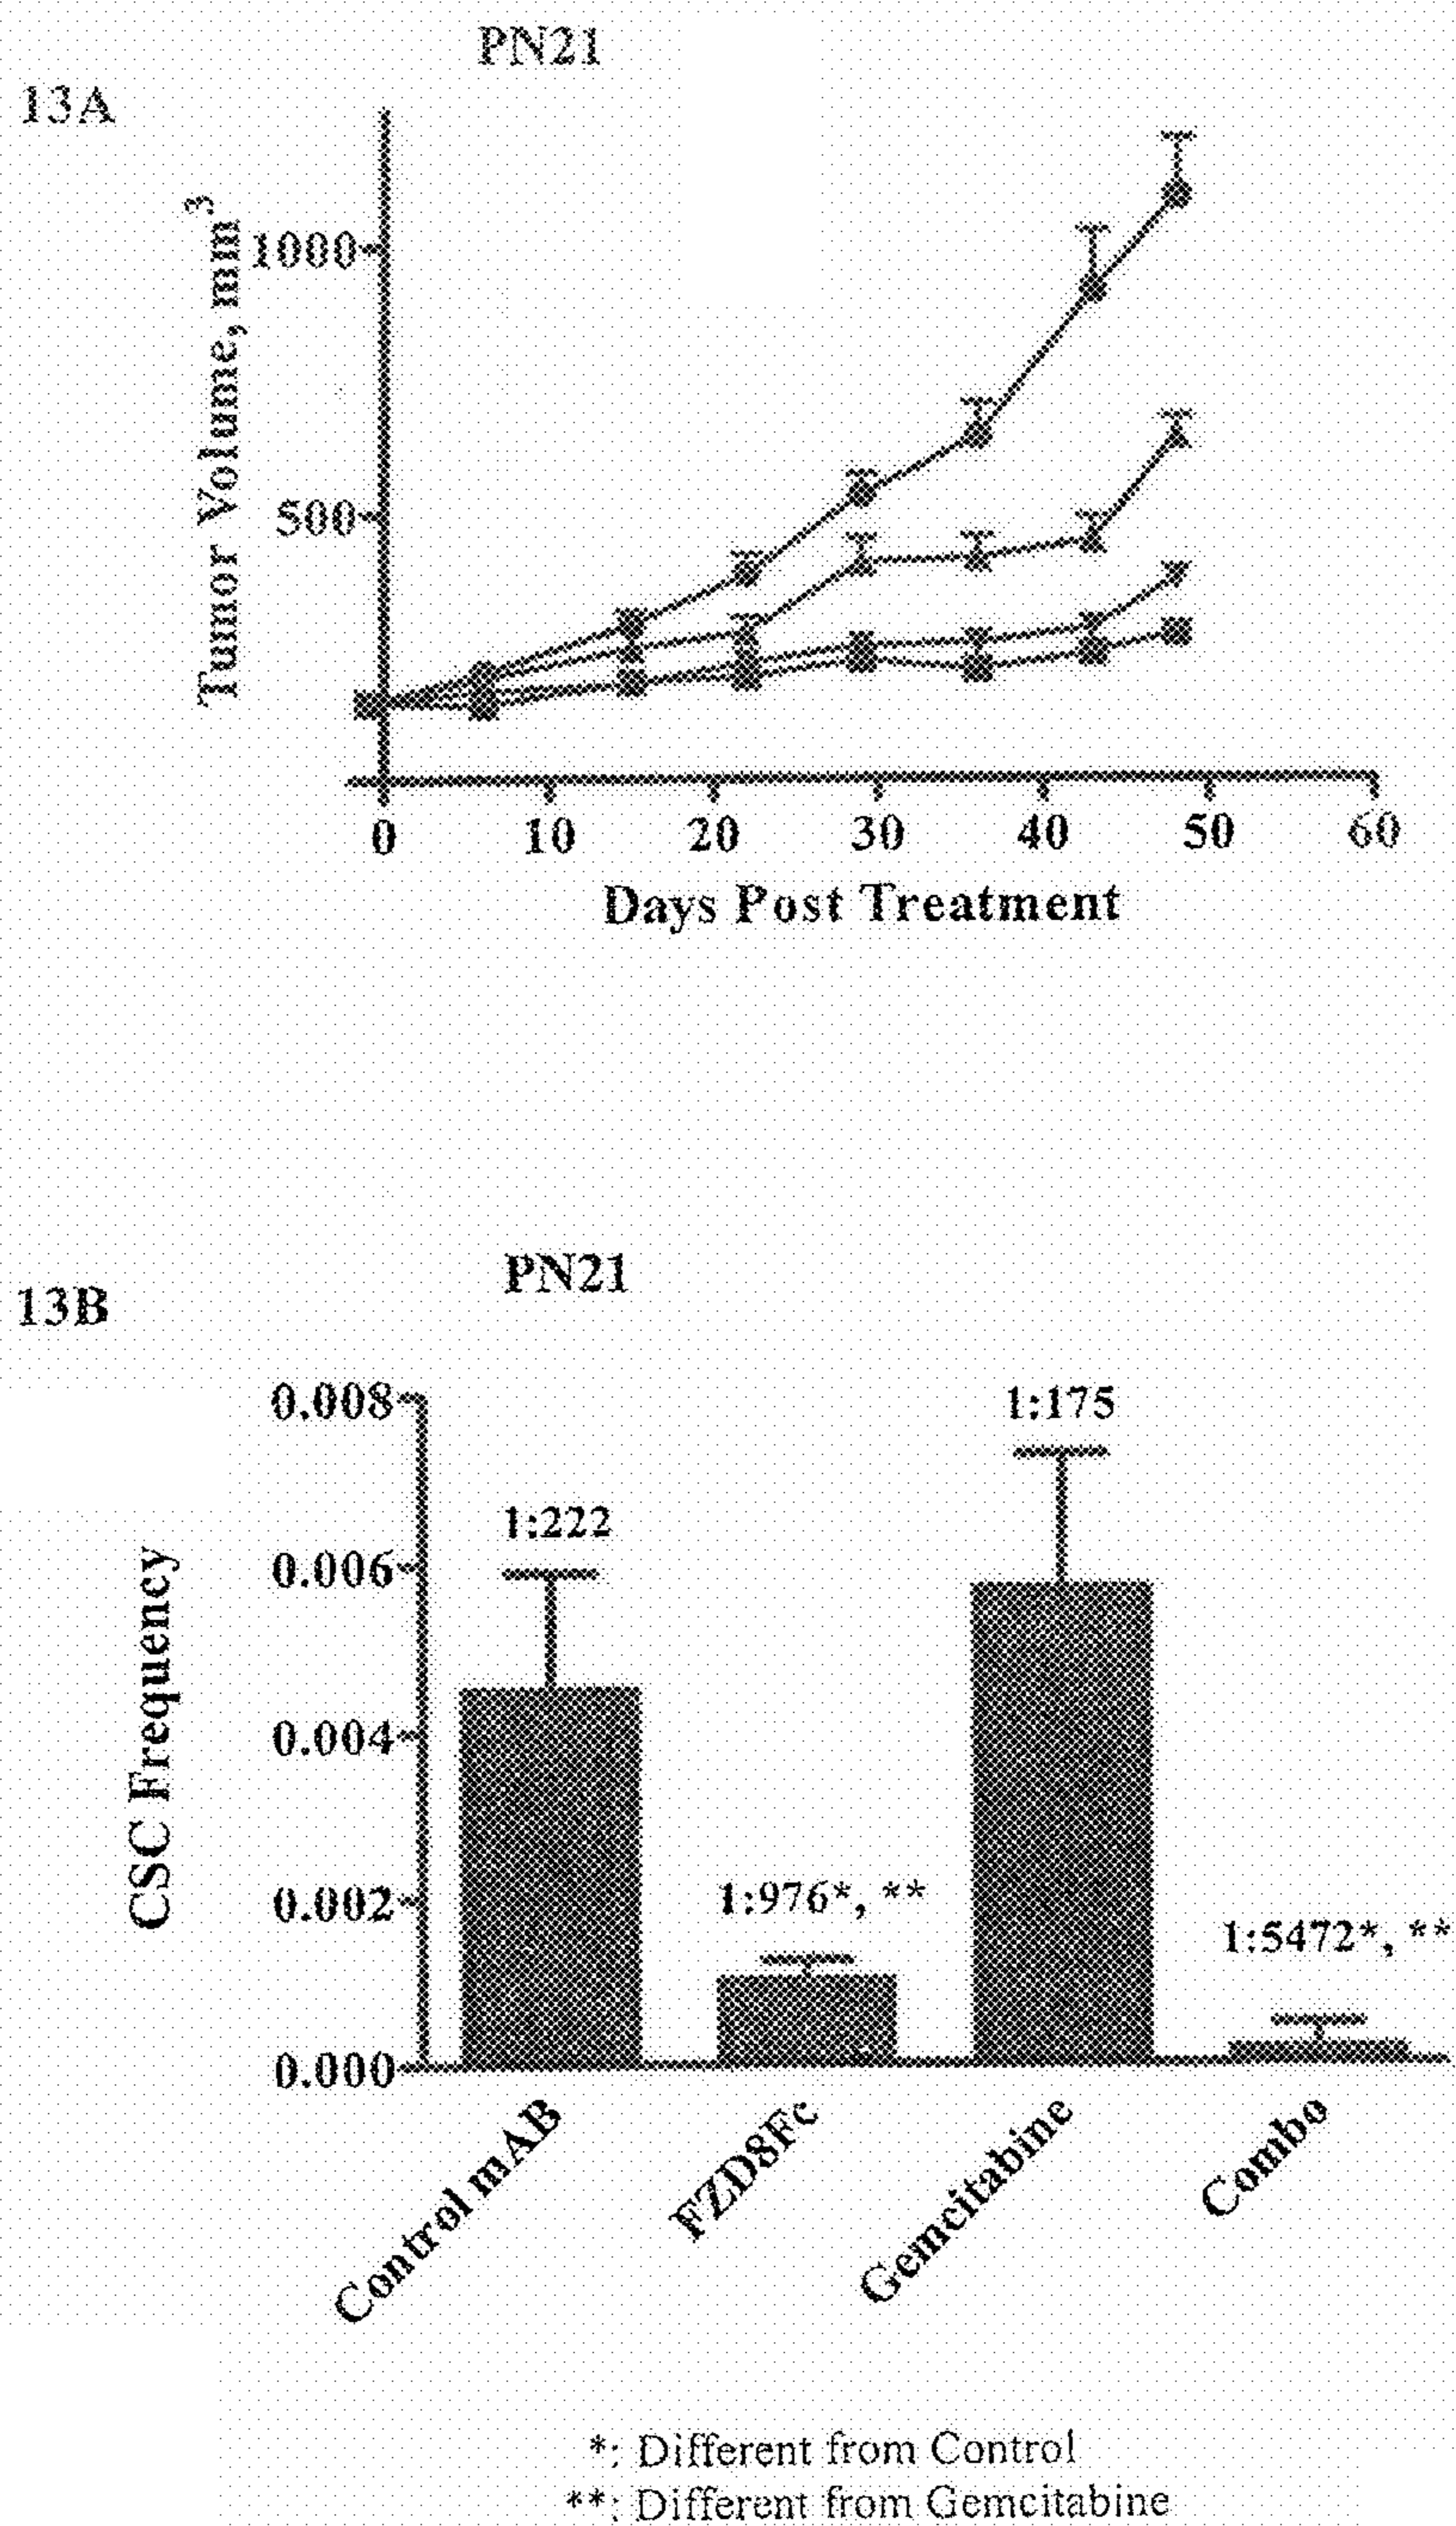 PN21
13A
Tumor Volume, mm³
1000
500
0 10 20 30 40 50 60
Days Post Treatment
PN21
13B
CSC Frequency
0.008
0.006
0.004
0.002
0.000
1:222
1:976*, **
1:175
1:5472*, **
Control mAB
FZD8Fc
Gemcitabine
Combo
*: Different from Control
**: Different from Gemcitabine